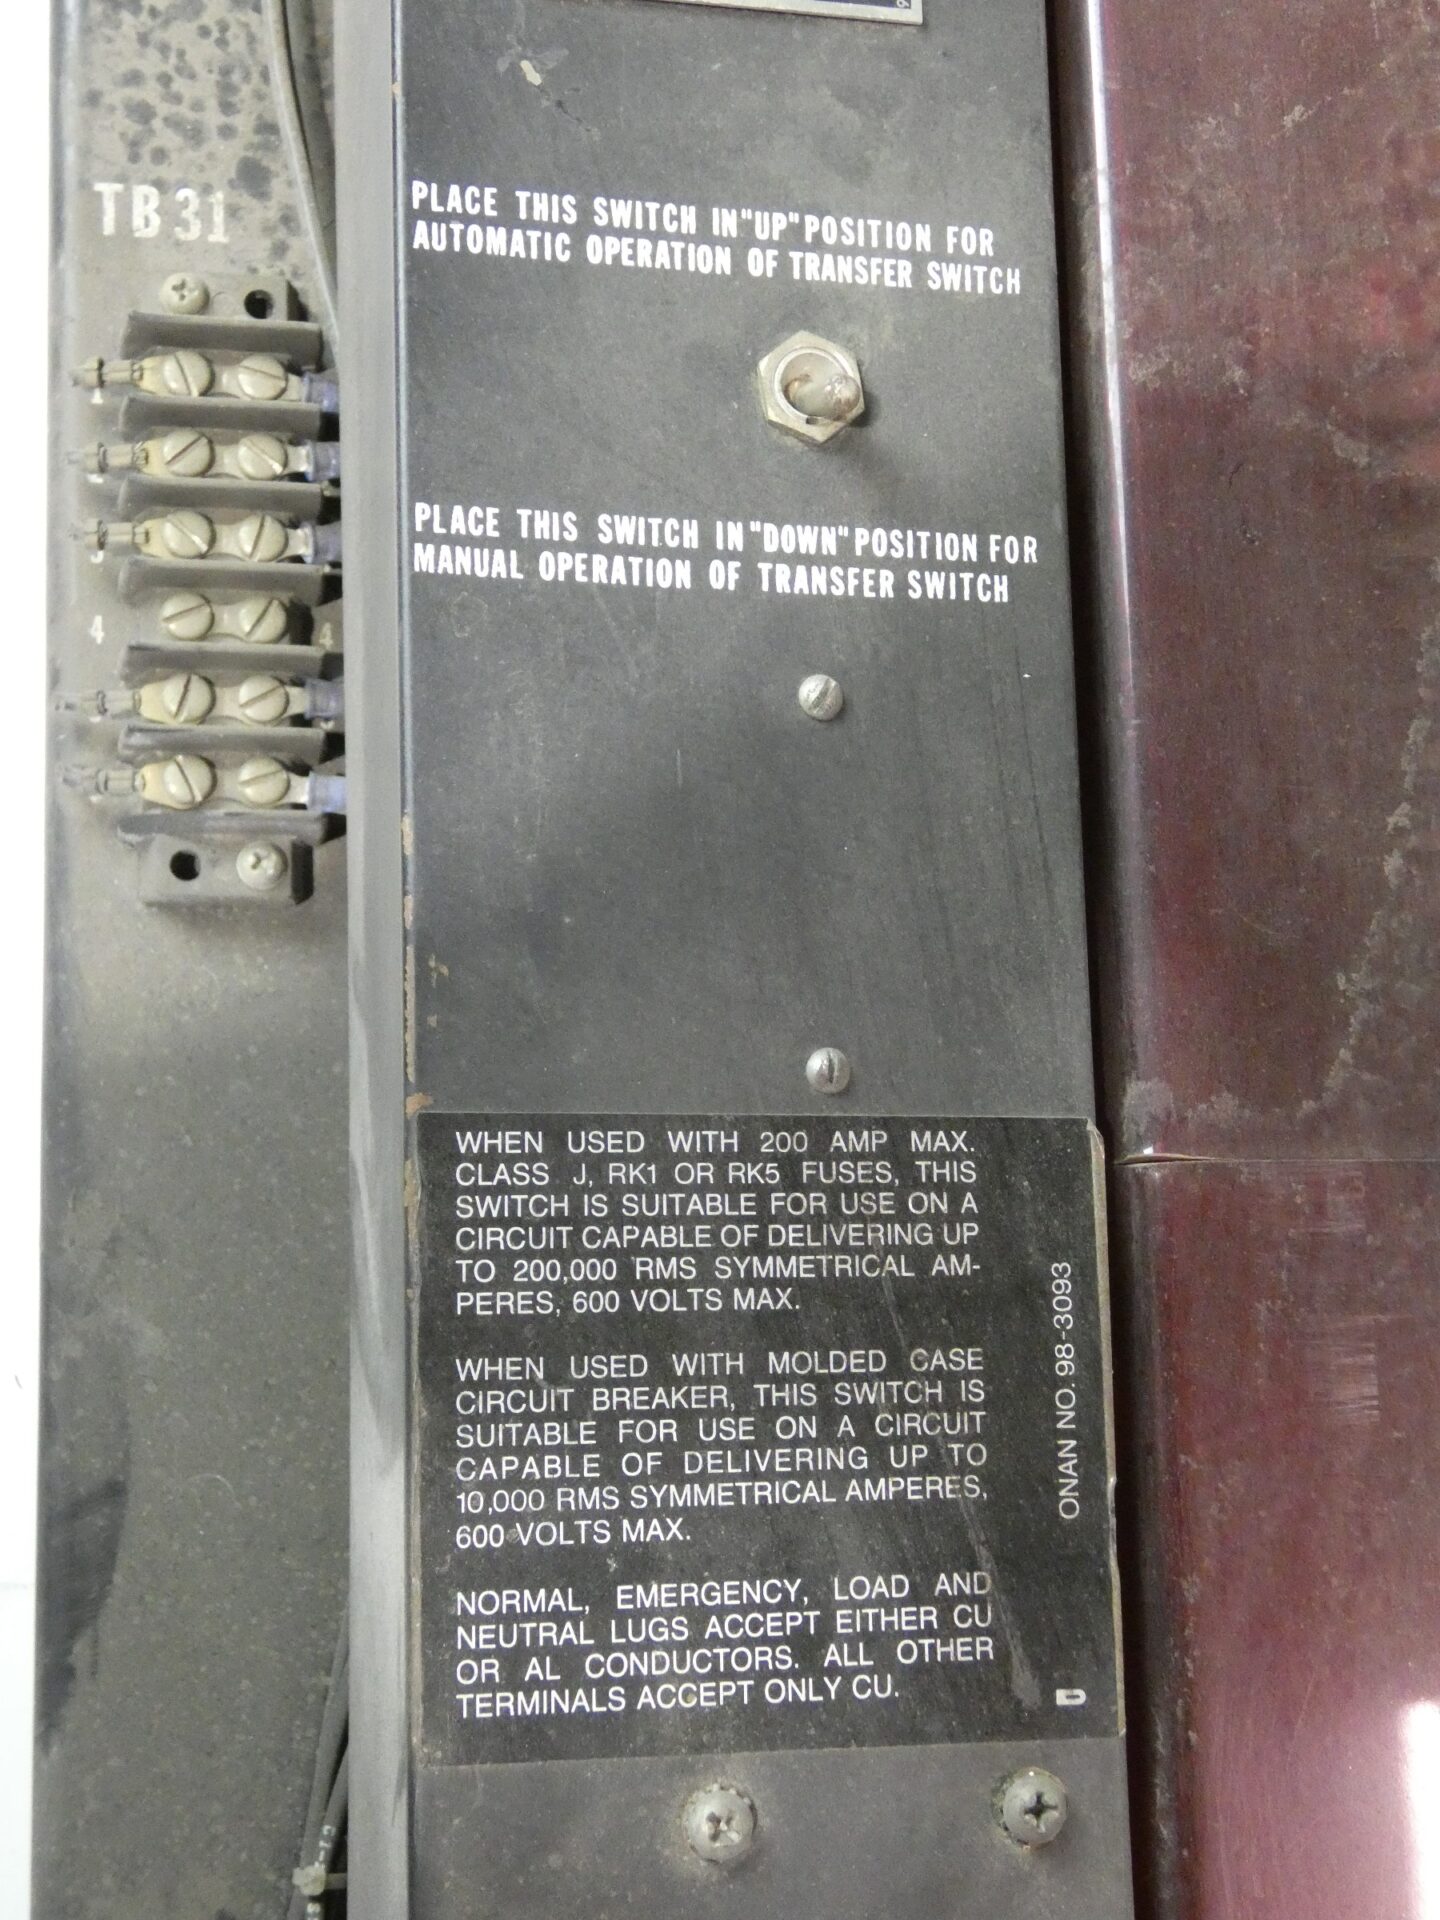 TB 31
1
3
4
4
PLACE THIS SWITCH IN "UP" POSITION FOR
AUTOMATIC OPERATION OF TRANSFER SWITCH
PLACE THIS SWITCH IN "DOWN" POSITION FOR
MANUAL OPERATION OF TRANSFER SWITCH
WHEN USED WITH 200 AMP MAX.
CLASS J, RK1 OR RK5 FUSES, THIS
SWITCH IS SUITABLE FOR USE ON A
CIRCUIT CAPABLE OF DELIVERING UP
TO 200,000 RMS SYMMETRICAL AM-
PERES, 600 VOLTS MAX.
WHEN USED WITH MOLDED CASE
CIRCUIT BREAKER, THIS SWITCH IS
SUITABLE FOR USE ON A CIRCUIT
CAPABLE OF DELIVERING UP TO
10,000 RMS SYMMETRICAL AMPERES,
600 VOLTS MAX.
NORMAL, EMERGENCY, LOAD AND
NEUTRAL LUGS ACCEPT EITHER CU
OR AL CONDUCTORS. ALL OTHER
TERMINALS ACCEPT ONLY CU.
ONAN NO. 98-3093